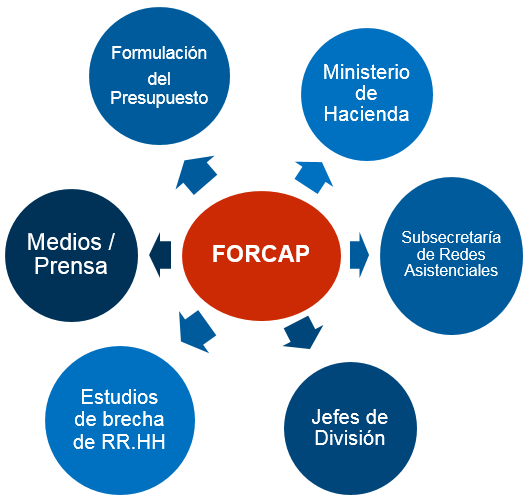 Formulación
del
Presupuesto
Ministerio
de
Hacienda
Medios /
Prensa
FORCAP
Subsecretaría
de Redes
Asistenciales
Estudios
de brecha
de RR.HH
Jefes de
División